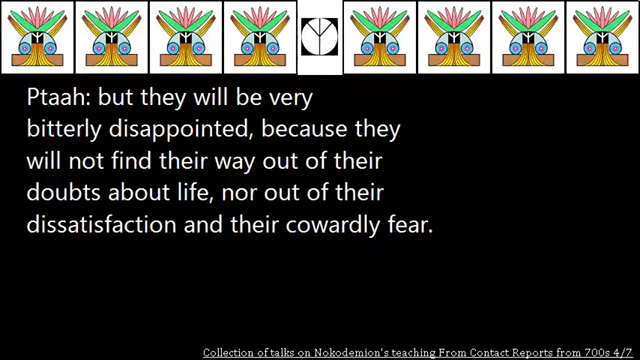 Ptaah: but they will be very
bitterly disappointed, because they
will not find their way out of their
doubts about life, nor out of their
dissatisfaction and their cowardly fear.
Collection of talks on Nokodemion's teaching From Contact Reports from 700s 4/7